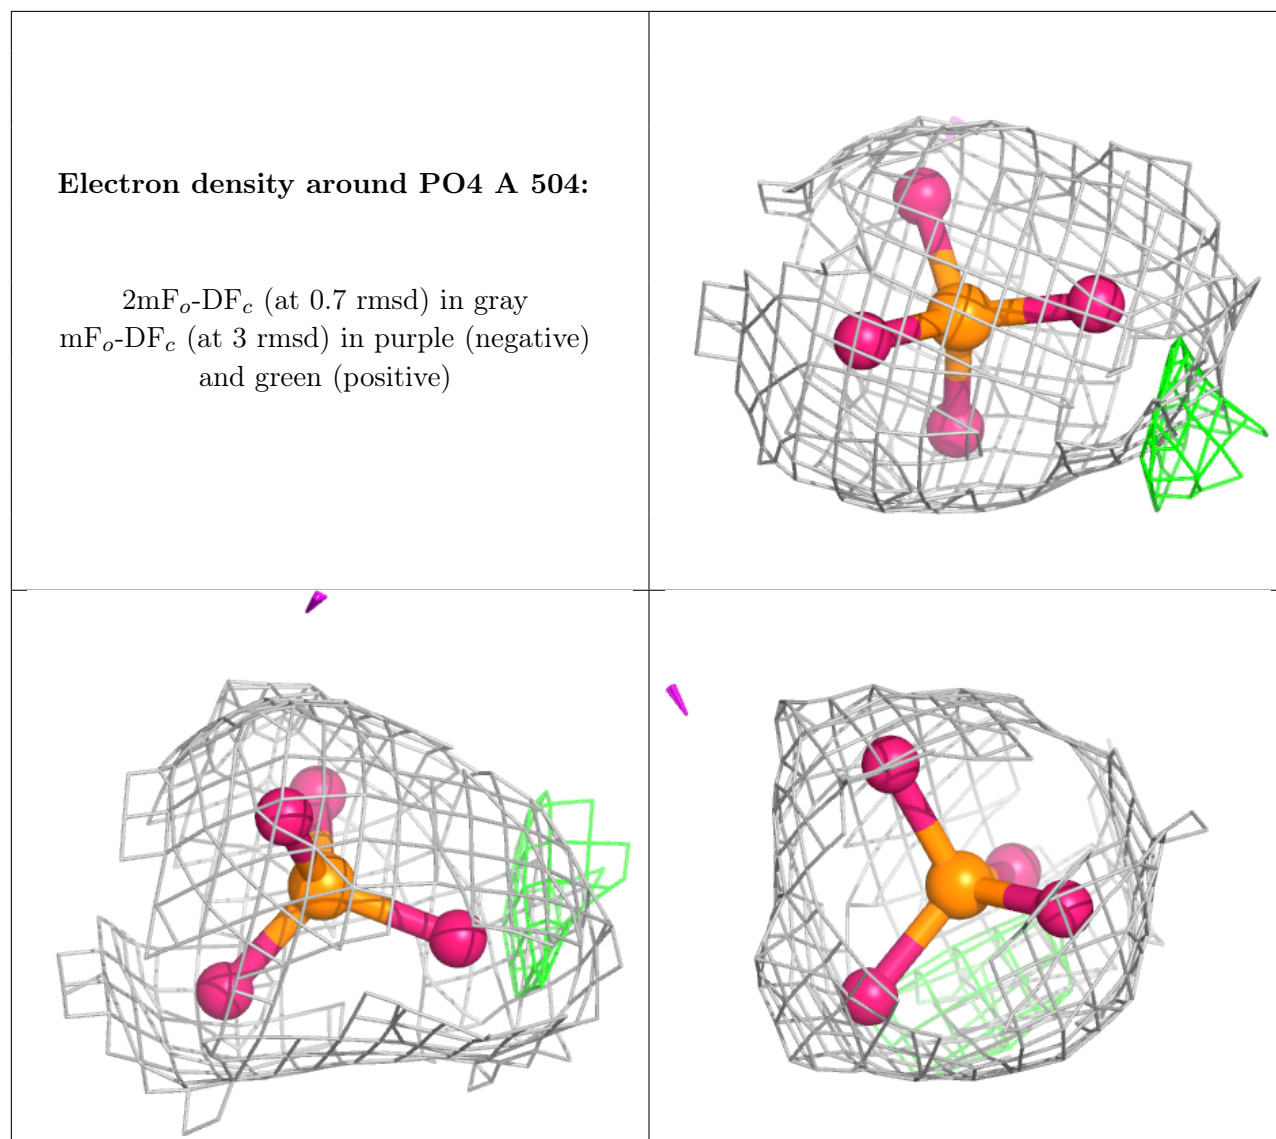 Electron density around PO4 A 504:
2mFo-DFc (at 0.7 rmsd) in gray
mFo-DFc (at 3 rmsd) in purple (negative)
and green (positive)